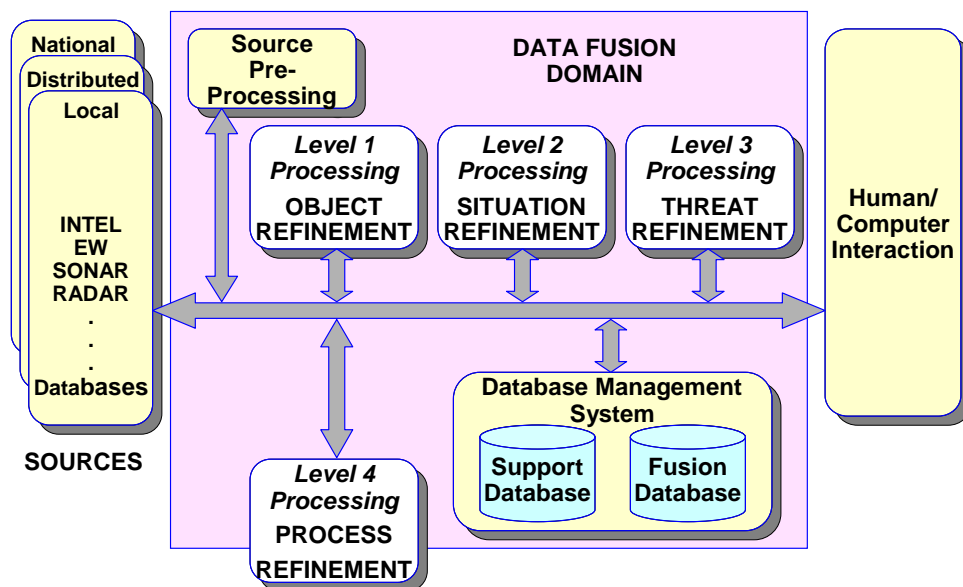 National
Distributed
Local
INTEL
EW
SONAR
RADAR
.
.
.
Databases
SOURCES
Source
Pre-
Processing
DATA FUSION
DOMAIN
Level 1
Processing
OBJECT
REFINEMENT
Level 2
Processing
SITUATION
REFINEMENT
Level 3
Processing
THREAT
REFINEMENT
Human/
Computer
Interaction
Level 4
Processing
PROCESS
REFINEMENT
Database Management
System
Support
Database
Fusion
Database